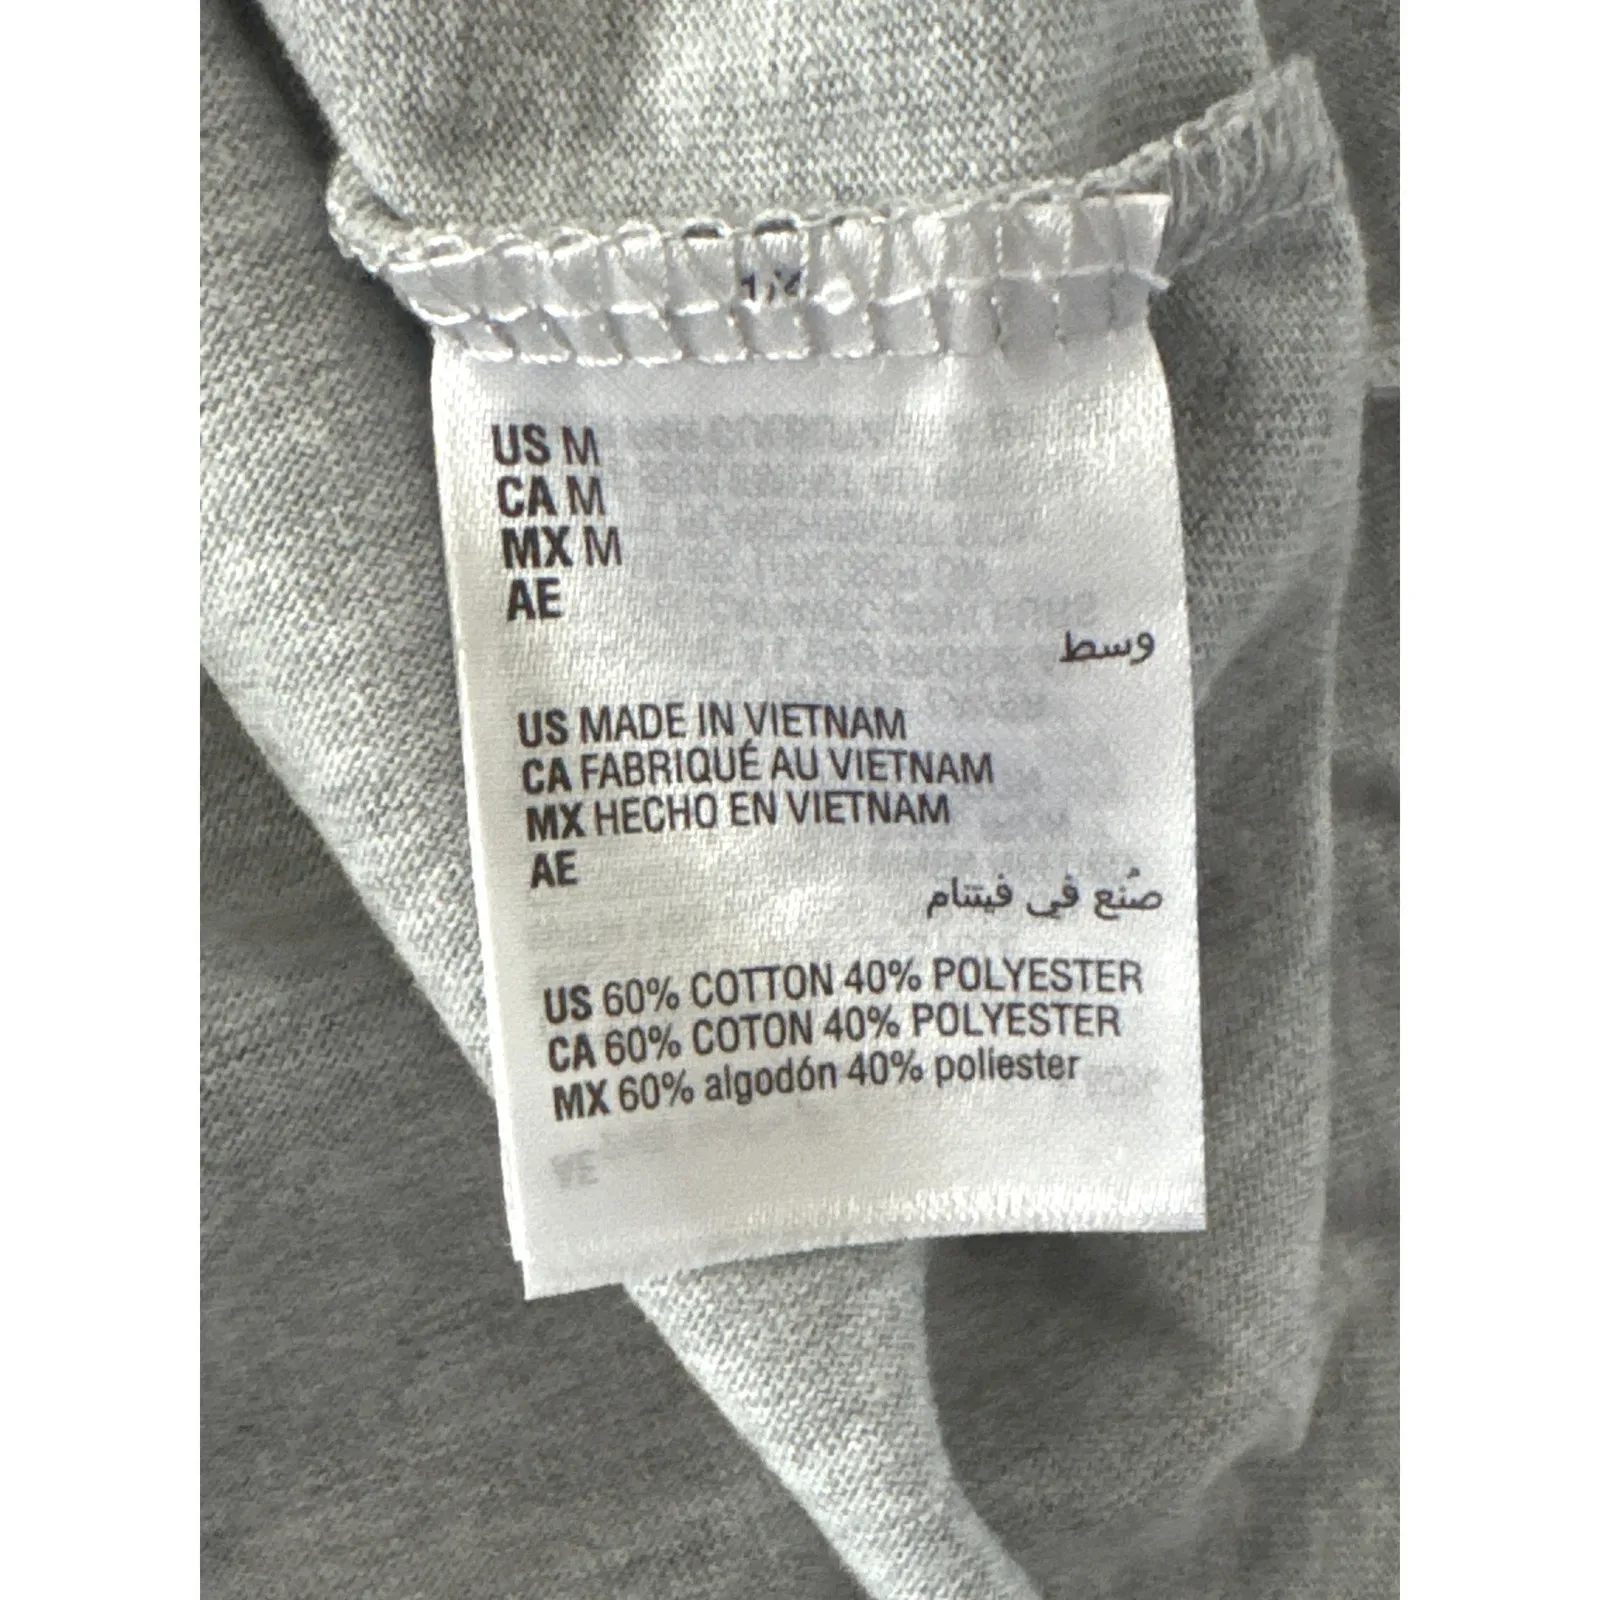 US M
CA M
MX M
AE
وسط
US MADE IN VIETNAM
CA FABRIQUÉ AU VIETNAM
MX HECHO EN VIETNAM
AE
صُنع في فيتنام
US 60% COTTON 40% POLYESTER
CA 60% COTON 40% POLYESTER
MX 60% algodón 40% poliester